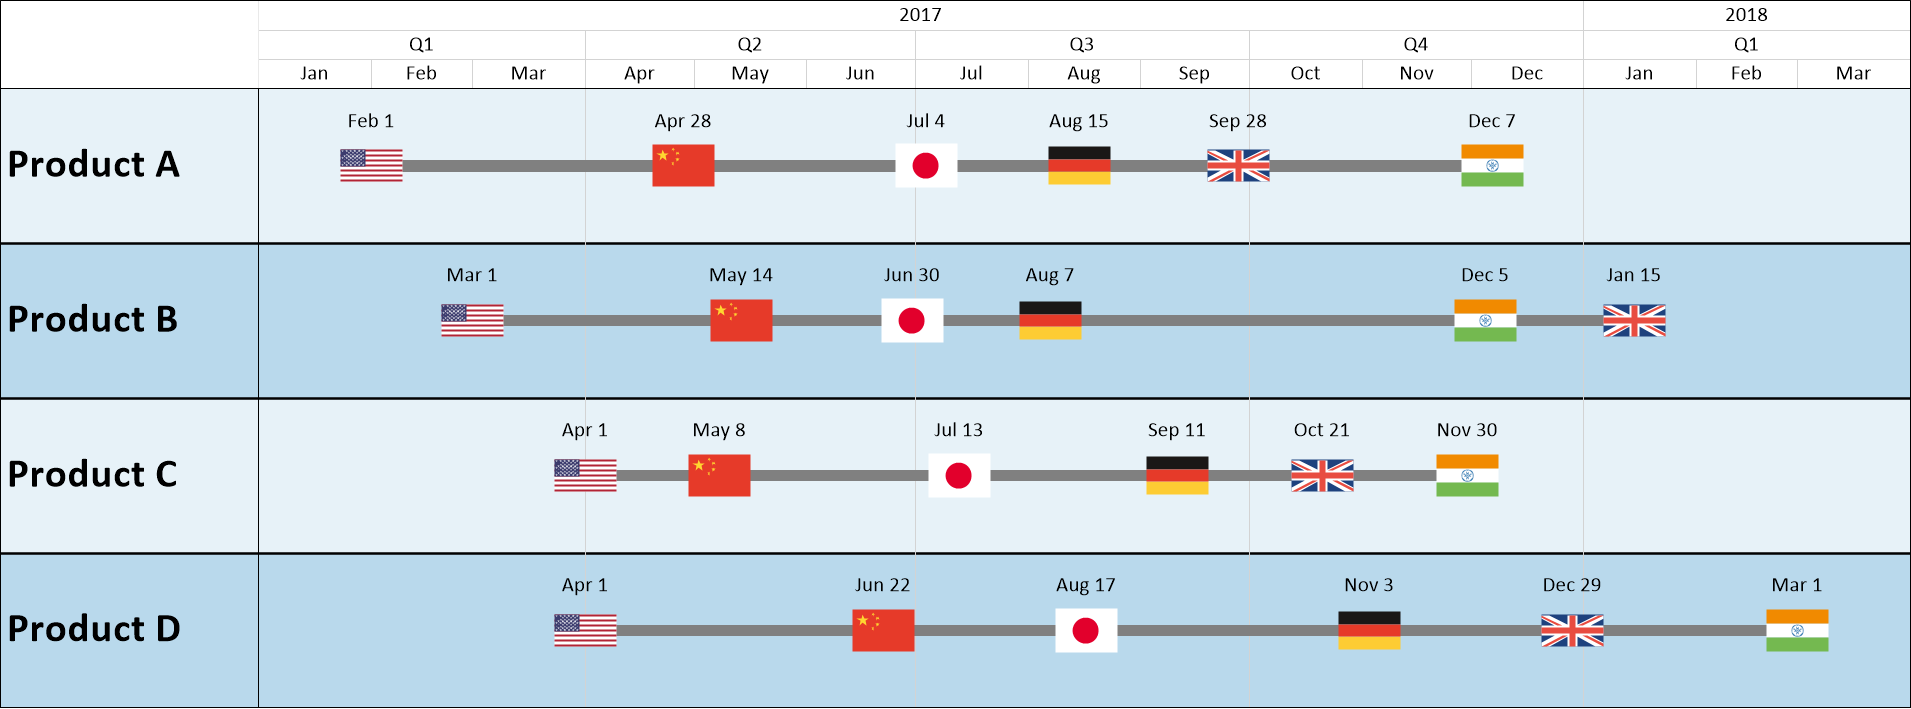 2017 2018
Q1 Q2 Q3 Q4 Q1
Jan Feb Mar Apr May Jun Jul Aug Sep Oct Nov Dec Jan Feb Mar
Feb 1 Apr 28 Jul 4 Aug 15 Sep 28 Dec 7
Product A
Mar 1 May 14 Jun 30 Aug 7 Dec 5 Jan 15
Product B
Apr 1 May 8 Jul 13 Sep 11 Oct 21 Nov 30
Product C
Apr 1 Jun 22 Aug 17 Nov 3 Dec 29 Mar 1
Product D